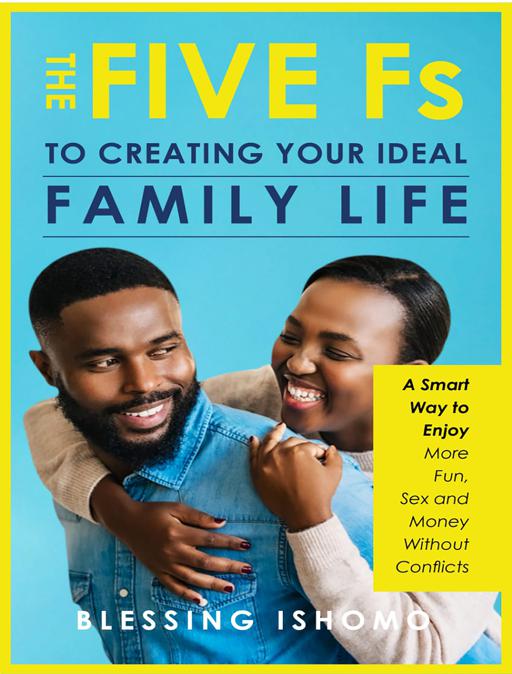 THE FIVE Fs
TO CREATING YOUR IDEAL
FAMILY LIFE
A Smart
Way to
Enjoy
More
Fun,
Sex and
Money
Without
Conflicts
BLESSING ISHOMO